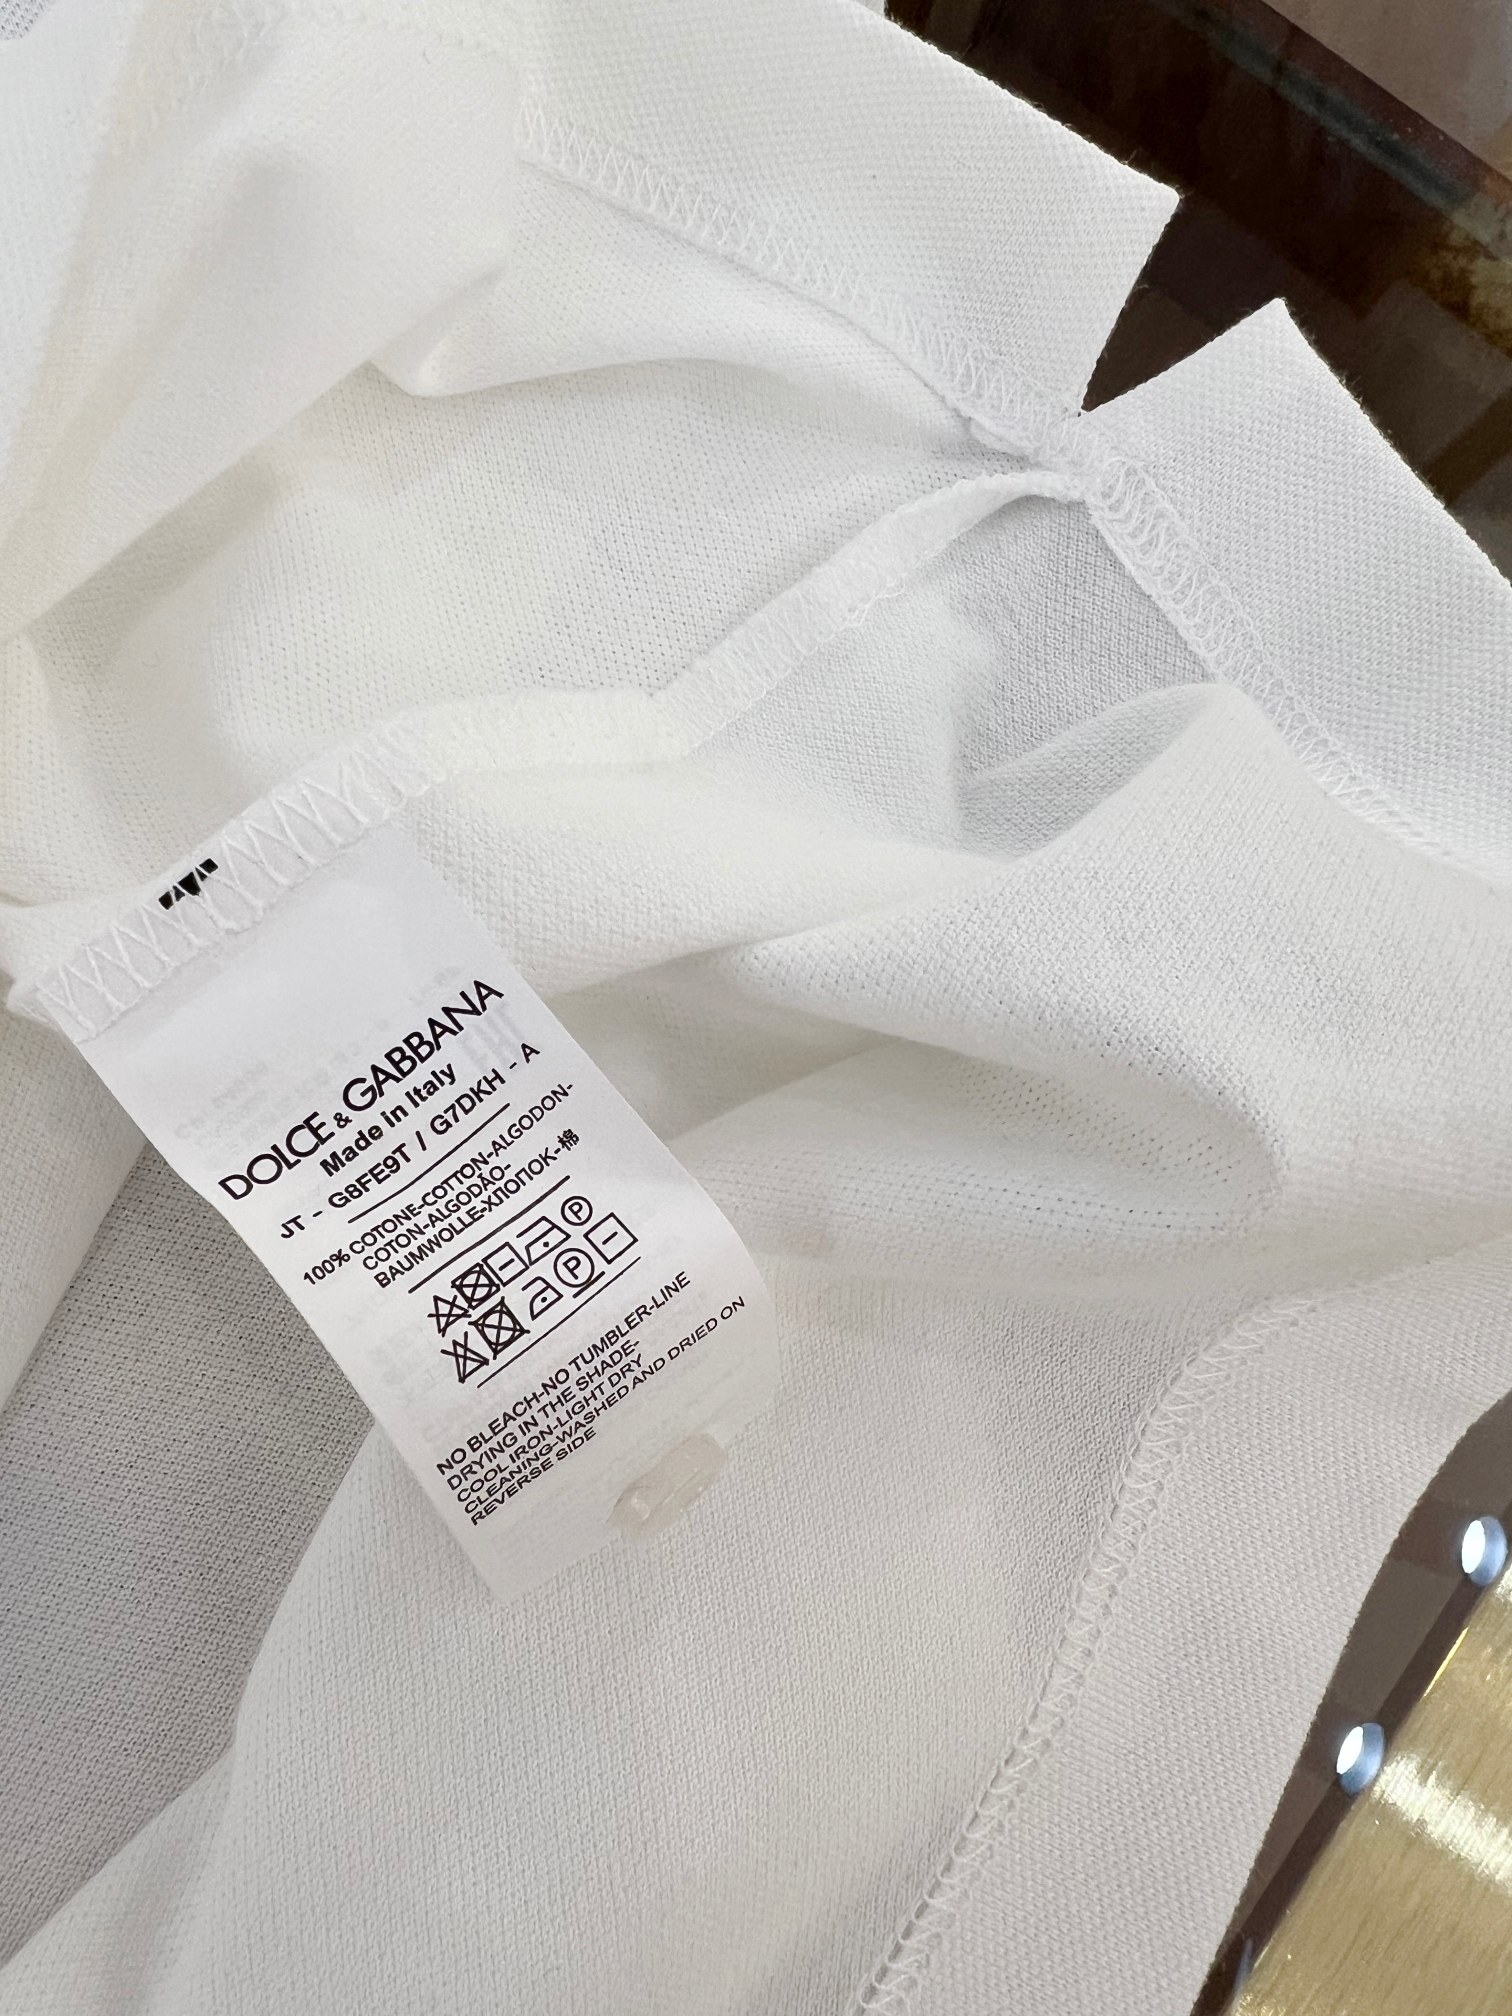 DOLCE & GABBANA
Made in Italy
JT - G8FE9T / G7DKH - A
100% COTONE-COTTON-ALGODON-
COTON-ALGODÃO-
BAUMWOLLE-ХЛОПОК-棉
NO BLEACH-NO TUMBLER-LINE
DRYING IN THE SHADE-
COOL IRON-LIGHT DRY
CLEANING-WASHED AND DRIED ON
REVERSE SIDE